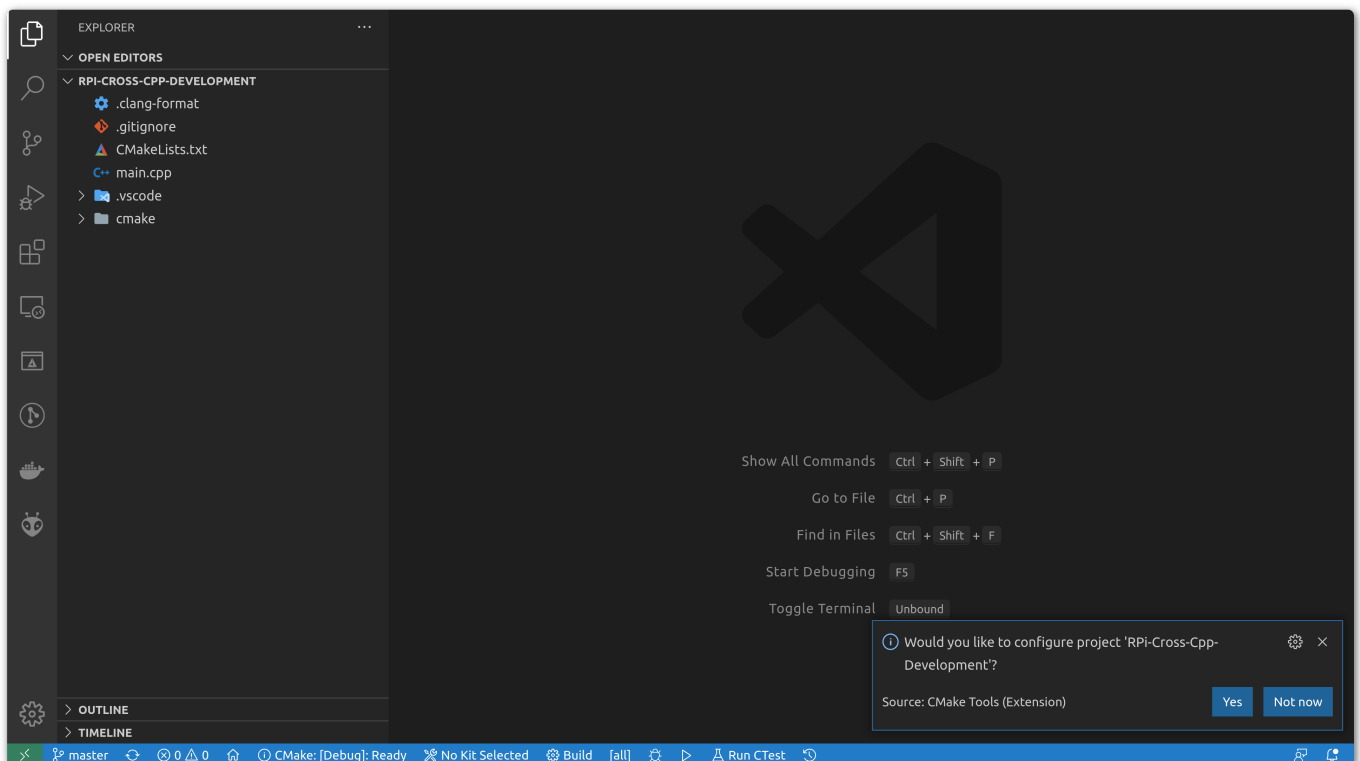 EXPLORER
OPEN EDITORS
RPI-CROSS-CPP-DEVELOPMENT
.clang-format
.gitignore
CMakeLists.txt
C++ main.cpp
.vscode
cmake
OUTLINE
TIMELINE
Show All Commands Ctrl + Shift + P
Go to File Ctrl + P
Find in Files Ctrl + Shift + F
Start Debugging F5
Toggle Terminal Unbound
Would you like to configure project 'RPi-Cross-Cpp-
Development'?
Source: CMake Tools (Extension) Yes Not now
master 0 0 CMake: [Debug]: Ready No Kit Selected Build [all] Run CTest